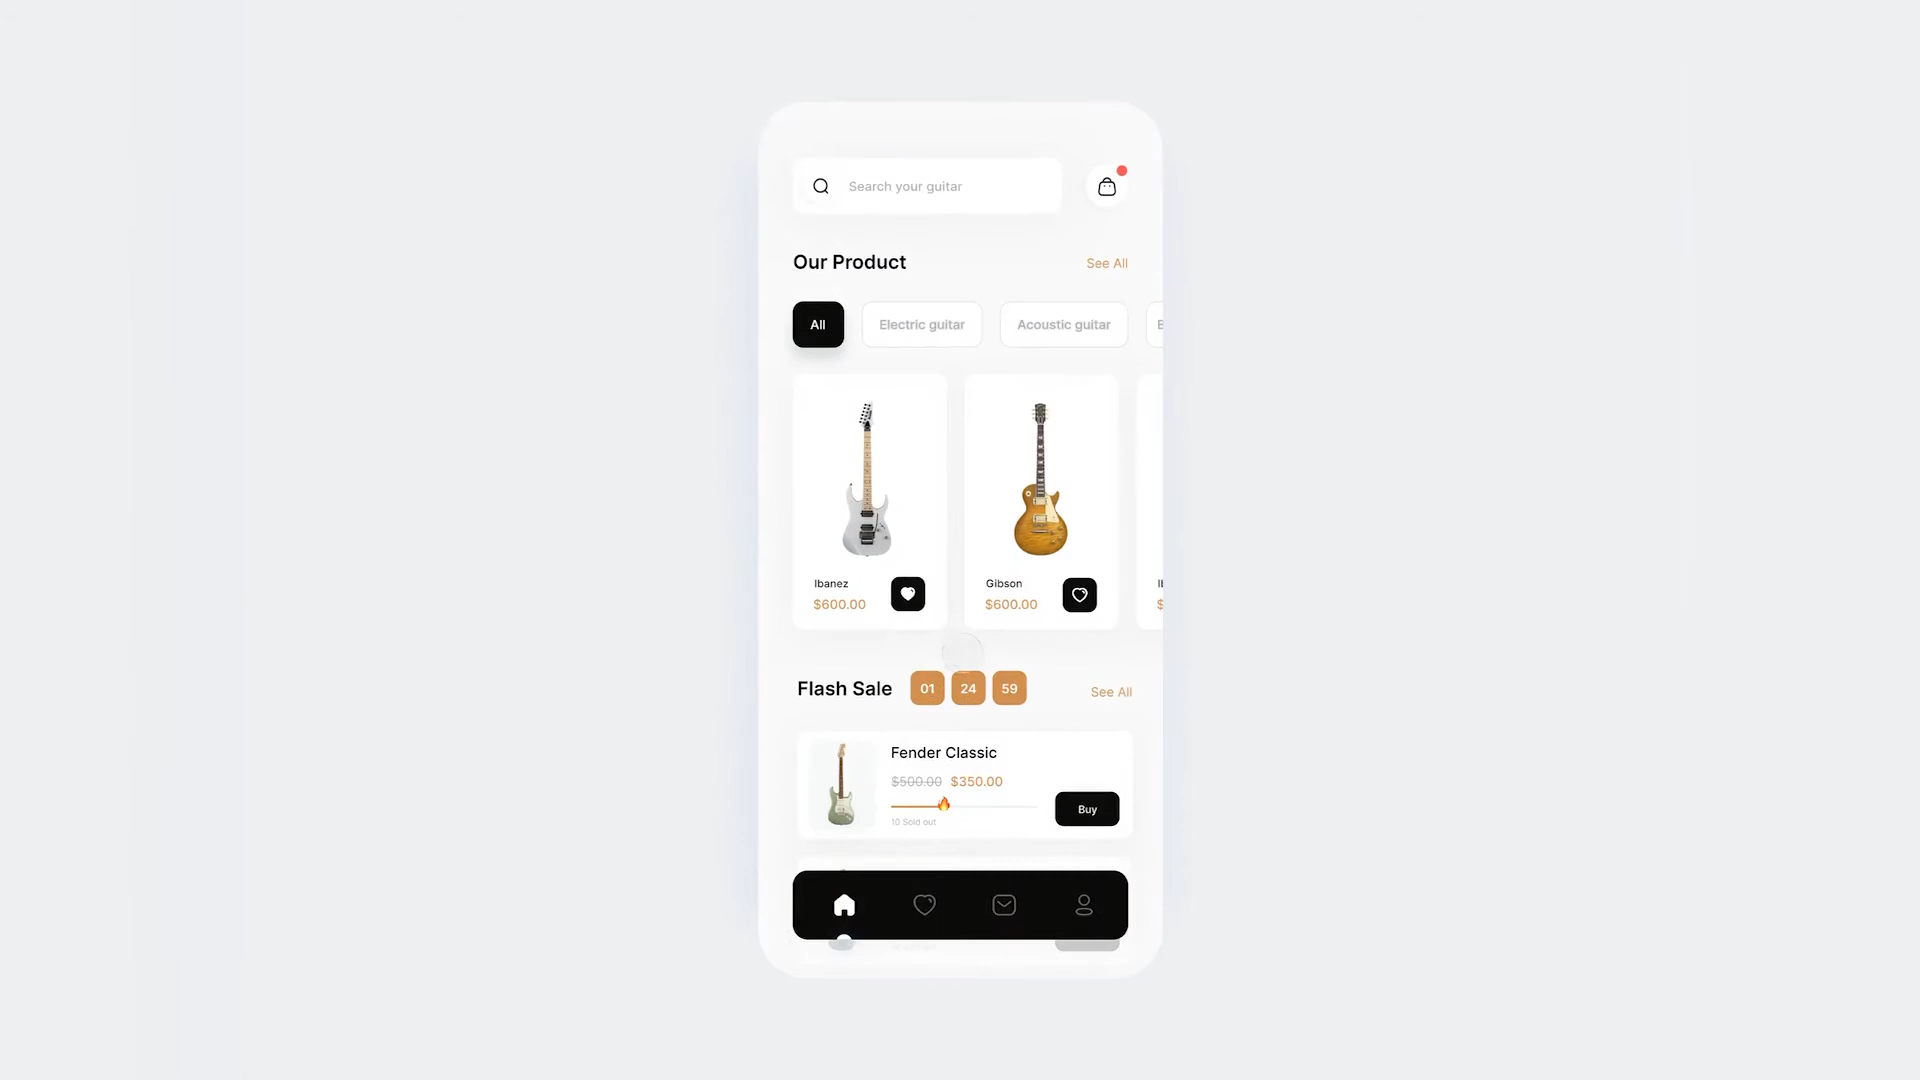 Search your guitar
Our Product
See All
All
Electric guitar
Acoustic guitar
Ibanez
$600.00
Gibson
$600.00
$
Flash Sale
01
24
59
See All
Fender Classic
$500.00 $350.00
10 Sold out
Buy